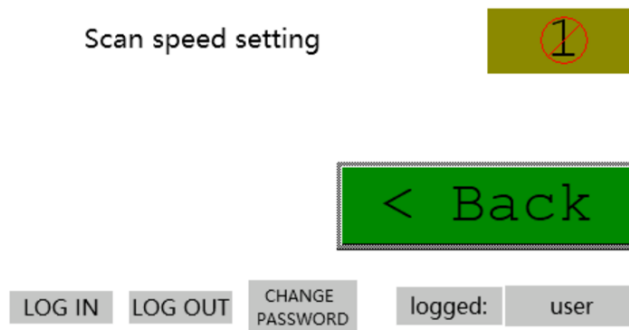 Scan speed setting
1
< Back
LOG IN
LOG OUT
CHANGE
PASSWORD
logged:
user